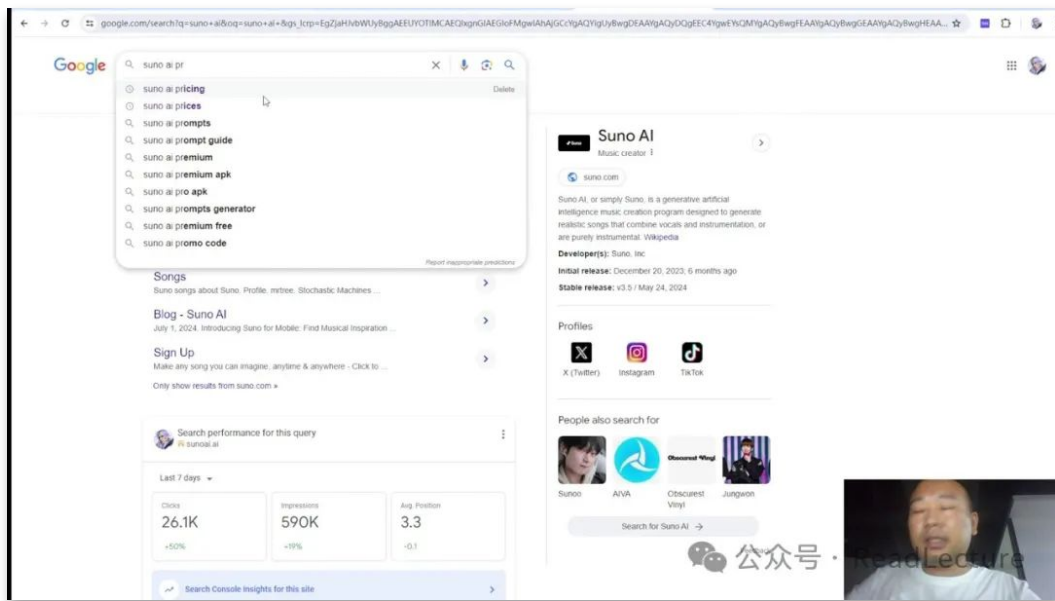 google.com/search?q=suno+ai&oq=suno+ai+&gs_lcrp=
Google
suno ai pr
suno ai pricing
Delete
suno ai prices
suno ai prompts
suno ai prompt guide
suno ai premium
suno ai premium apk
suno ai pro apk
suno ai prompts generator
suno ai premium free
suno ai promo code
Report inappropriate predictions
Songs
Suno songs about Suno. Profile. mrtree. Stochastic Machines ...
Blog - Suno AI
July 1, 2024. Introducing Suno for Mobile: Find Musical Inspiration ...
Sign Up
Make any song you can imagine, anytime & anywhere - Click to ...
Only show results from suno.com »
Search performance for this query
sunoai.ai
Last 7 days
Clicks
26.1K
+50%
Impressions
590K
+19%
Avg. Position
3.3
-0.1
Search Console Insights for this site
Suno AI
Music creator
suno.com
Suno AI, or simply Suno, is a generative artificial
intelligence music creation program designed to generate
realistic songs that combine vocals and instrumentation, or
are purely instrumental. Wikipedia
Developer(s): Suno, Inc
Initial release: December 20, 2023, 6 months ago
Stable release: v3.5 / May 24, 2024
Profiles
X (Twitter)
Instagram
TikTok
People also search for
Obscurest Vinyl
Sunoo
AIVA
Obscurest
Vinyl
Jungwon
Search for Suno AI
公众号 · ReadLecture